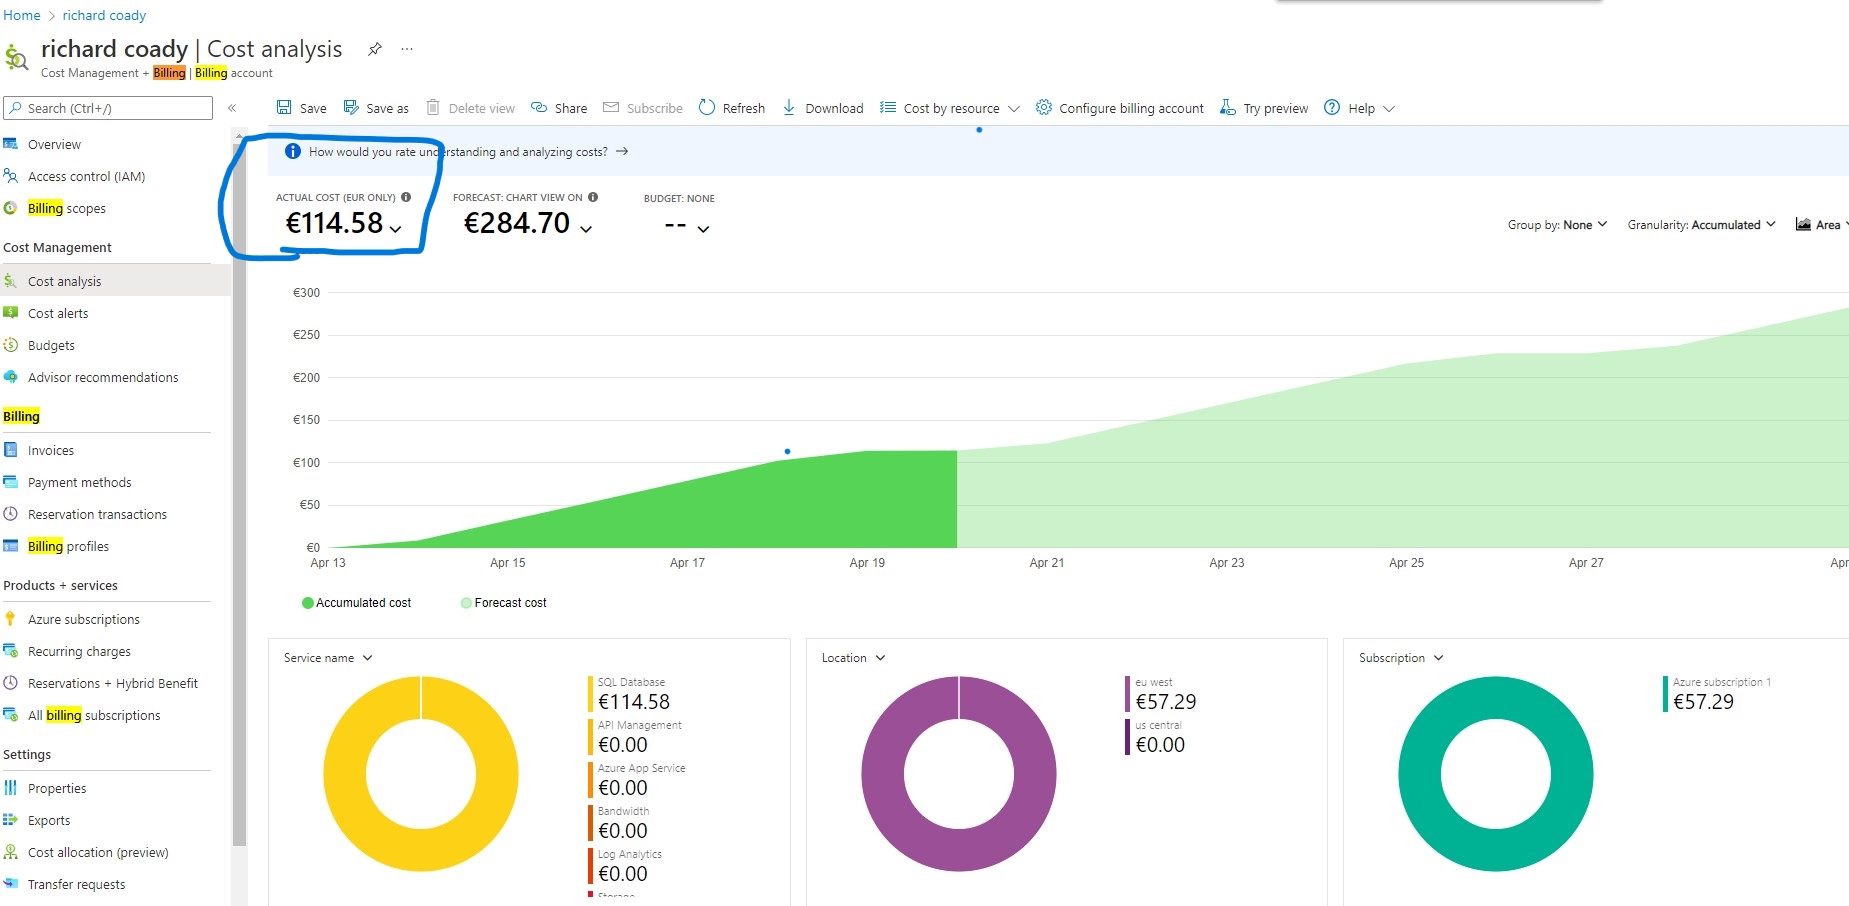 Home > richard coady
richard coady | Cost analysis
Cost Management + Billing | Billing account
Search (Ctrl+/)
Overview
Access control (IAM)
Billing scopes
Cost Management
Cost analysis
Cost alerts
Budgets
Advisor recommendations
Billing
Invoices
Payment methods
Reservation transactions
Billing profiles
Products + services
Azure subscriptions
Recurring charges
Reservations + Hybrid Benefit
All billing subscriptions
Settings
Properties
Exports
Cost allocation (preview)
Transfer requests
Save Save as Delete view Share Subscribe Refresh Download Cost by resource Configure billing account Try preview Help
How would you rate understanding and analyzing costs? →
ACTUAL COST (EUR ONLY) FORECAST: CHART VIEW ON BUDGET: NONE
€114.58 €284.70 --
Group by: None Granularity: Accumulated Area
€300
€250
€200
€150
€100
€50
€0
Apr 13 Apr 15 Apr 17 Apr 19 Apr 21 Apr 23 Apr 25 Apr 27 Apr
Accumulated cost Forecast cost
Service name
SQL Database
€114.58
API Management
€0.00
Azure App Service
€0.00
Bandwidth
€0.00
Log Analytics
€0.00
Location
eu west
€57.29
us central
€0.00
Subscription
Azure subscription 1
€57.29